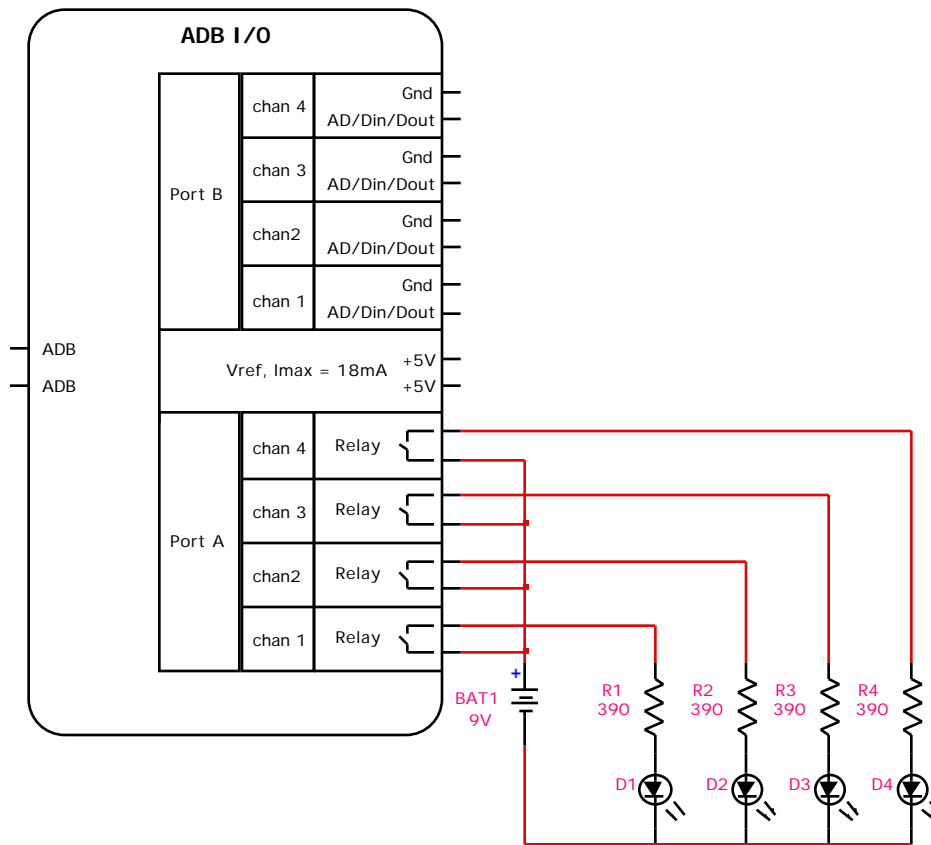 ADB I/O
Port B
chan 4
Gnd
AD/Din/Dout
chan 3
Gnd
AD/Din/Dout
chan2
Gnd
AD/Din/Dout
chan 1
Gnd
AD/Din/Dout
ADB
ADB
Vref, Imax = 18mA
+5V
+5V
Port A
chan 4
Relay
chan 3
Relay
chan2
Relay
chan 1
Relay
+
BAT1
9V
R1
390
R2
390
R3
390
R4
390
D1
D2
D3
D4